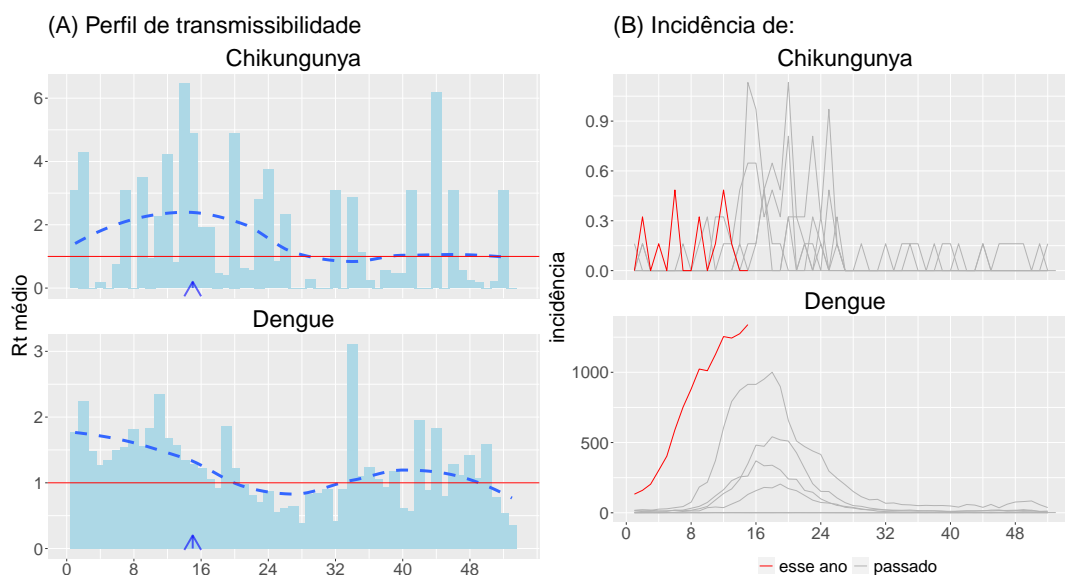 (A) Perfil de transmissibilidade
Chikungunya
6
4
2
0
Dengue
3
2
1
0
0 8 16 24 32 40 48
Rt médio
(B) Incidência de:
Chikungunya
0.9
0.6
0.3
0.0
Dengue
1000
500
0
0 8 16 24 32 40 48
incidência
esse ano passado